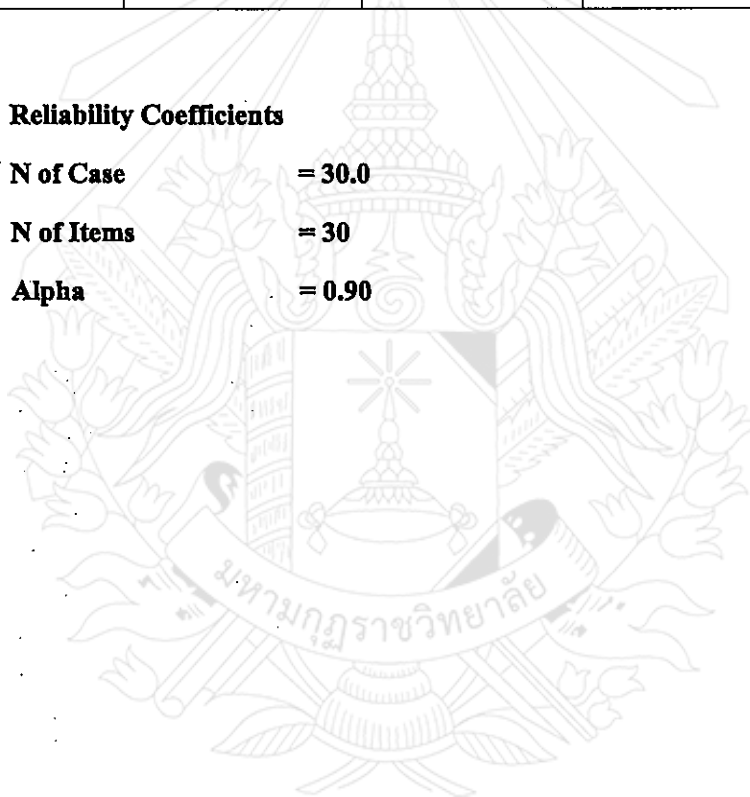 Reliability Coefficients
N of Case = 30.0
N of Items = 30
Alpha = 0.90
มหามกุฏราชวิทยาลัย